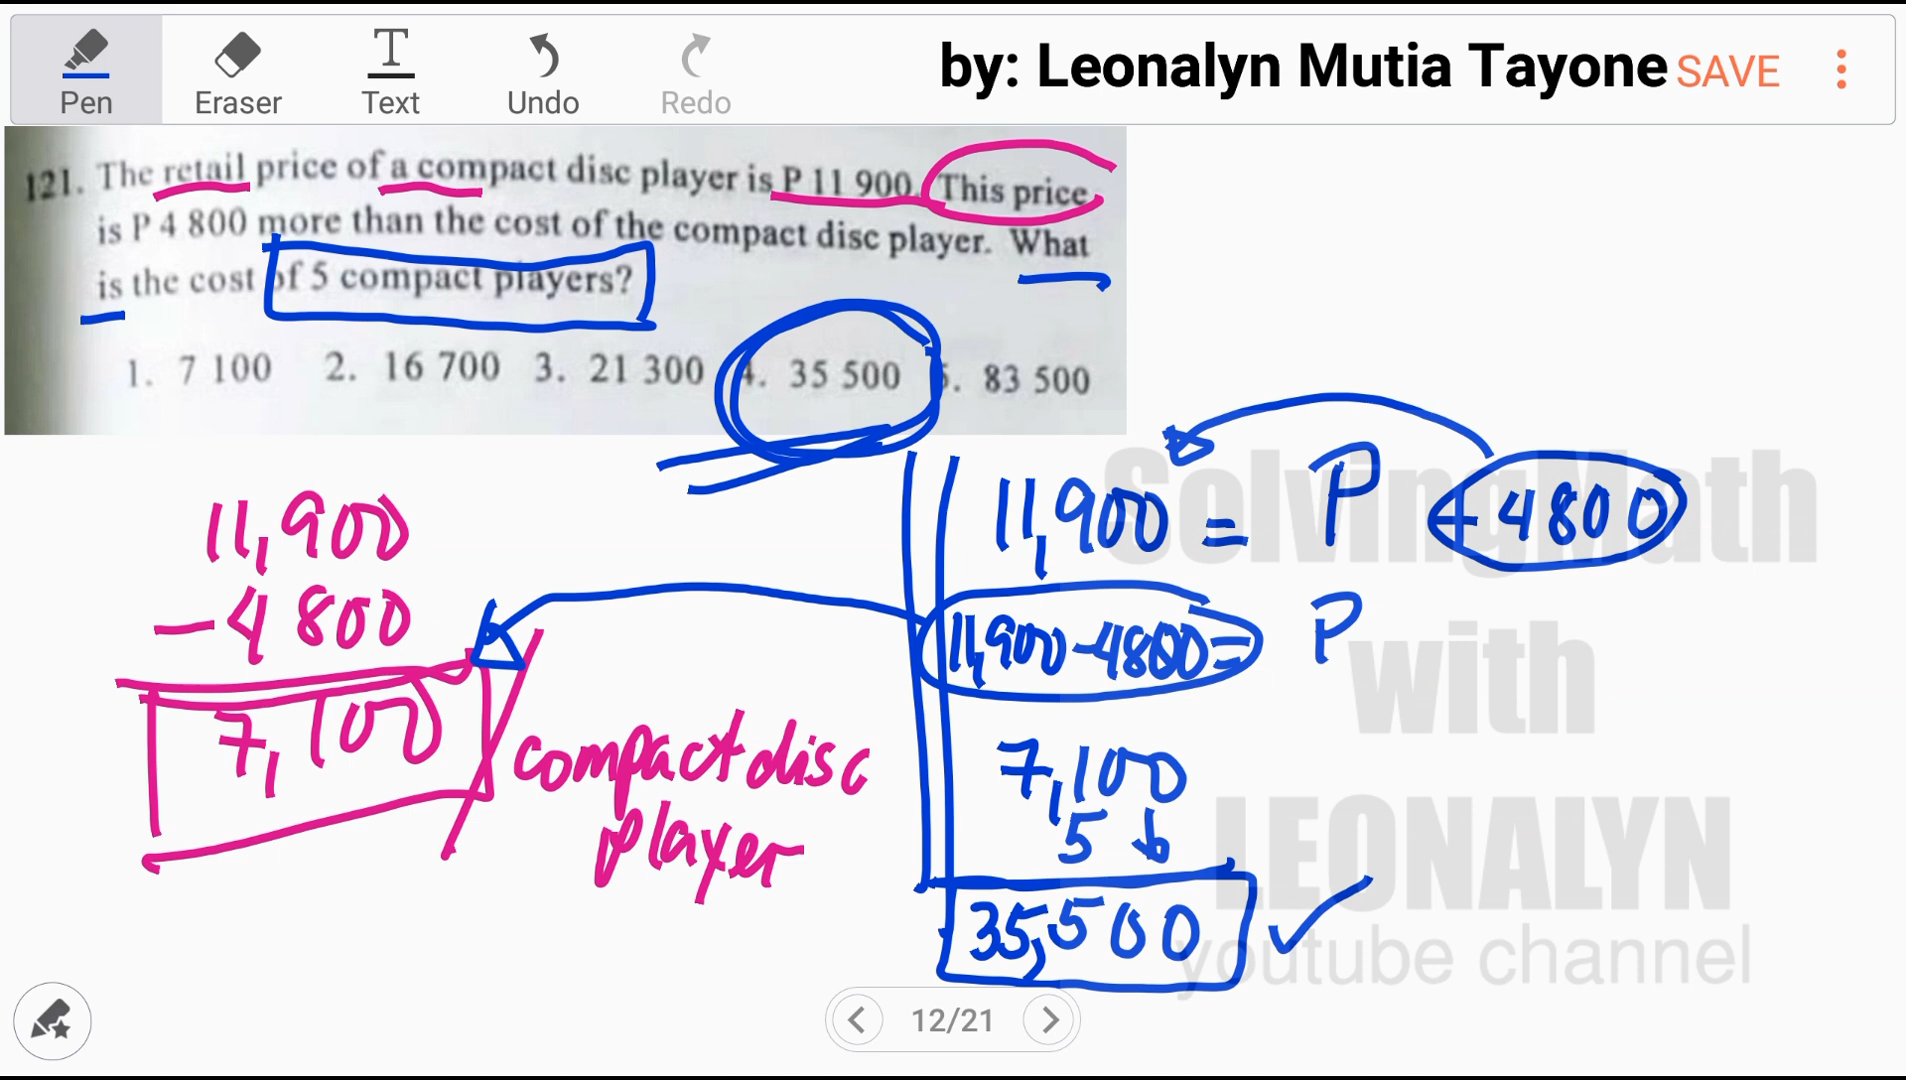 Pen
Eraser
Text
Undo
Redo
by: Leonalyn Mutia Tayone
SAVE
121. The retail price of a compact disc player is P 11 900. This price
is P 4 800 more than the cost of the compact disc player. What
is the cost of 5 compact players?
1. 7 100 2. 16 700 3. 21 300 4. 35 500 5. 83 500
11,900
-4 800
7,100
compact disc
player
11,900 = P + 4800
11,900-4800= P
7,100
5
35,500
SolvingMath
with
LEONALYN
youtube channel
12/21